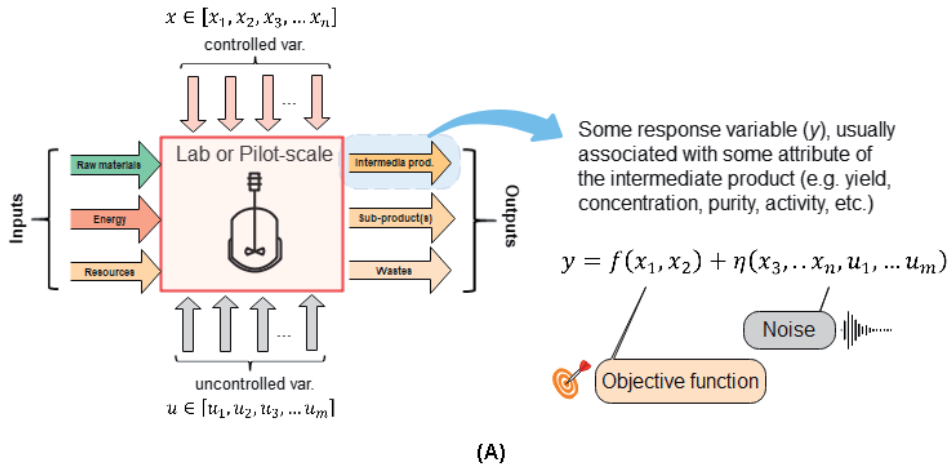 x ∈ [x₁, x₂, x₃, … xₙ]
controlled var.
...
Inputs
Raw materials
Energy
Resources
Lab or Pilot-scale
Intermedia prod.
Sub-product(s)
Wastes
Outputs
...
uncontrolled var.
u ∈ [u₁, u₂, u₃, … uₘ]
Some response variable (y), usually
associated with some attribute of
the intermediate product (e.g. yield,
concentration, purity, activity, etc.)
y = f(x₁, x₂) + η(x₃, . . xₙ, u₁, … uₘ)
Noise
Objective function
(A)